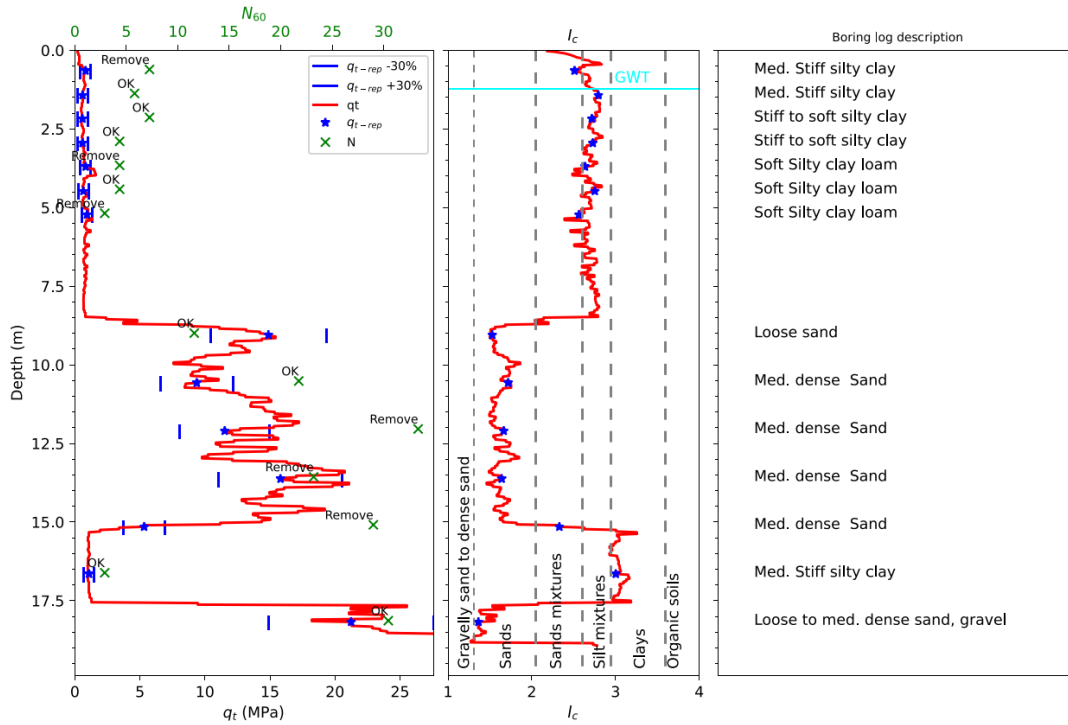 N60
0 5 10 15 20 25 30
qt−rep -30%
qt−rep +30%
qt
qt−rep
N
Depth (m)
0.0
2.5
5.0
7.5
10.0
12.5
15.0
17.5
Remove
OK
OK
OK
Remove
OK
Remove
OK
OK
Remove
Remove
Remove
OK
OK
0 5 10 15 20 25
qt (MPa)
Ic
GWT
Gravelly sand to dense sand
Sands
Sands mixtures
Silt mixtures
Clays
Organic soils
1 2 3 4
Ic
Boring log description
Med. Stiff silty clay
Med. Stiff silty clay
Stiff to soft silty clay
Stiff to soft silty clay
Soft Silty clay loam
Soft Silty clay loam
Soft Silty clay loam
Loose sand
Med. dense  Sand
Med. dense  Sand
Med. dense  Sand
Med. dense  Sand
Med. Stiff silty clay
Loose to med. dense sand, gravel